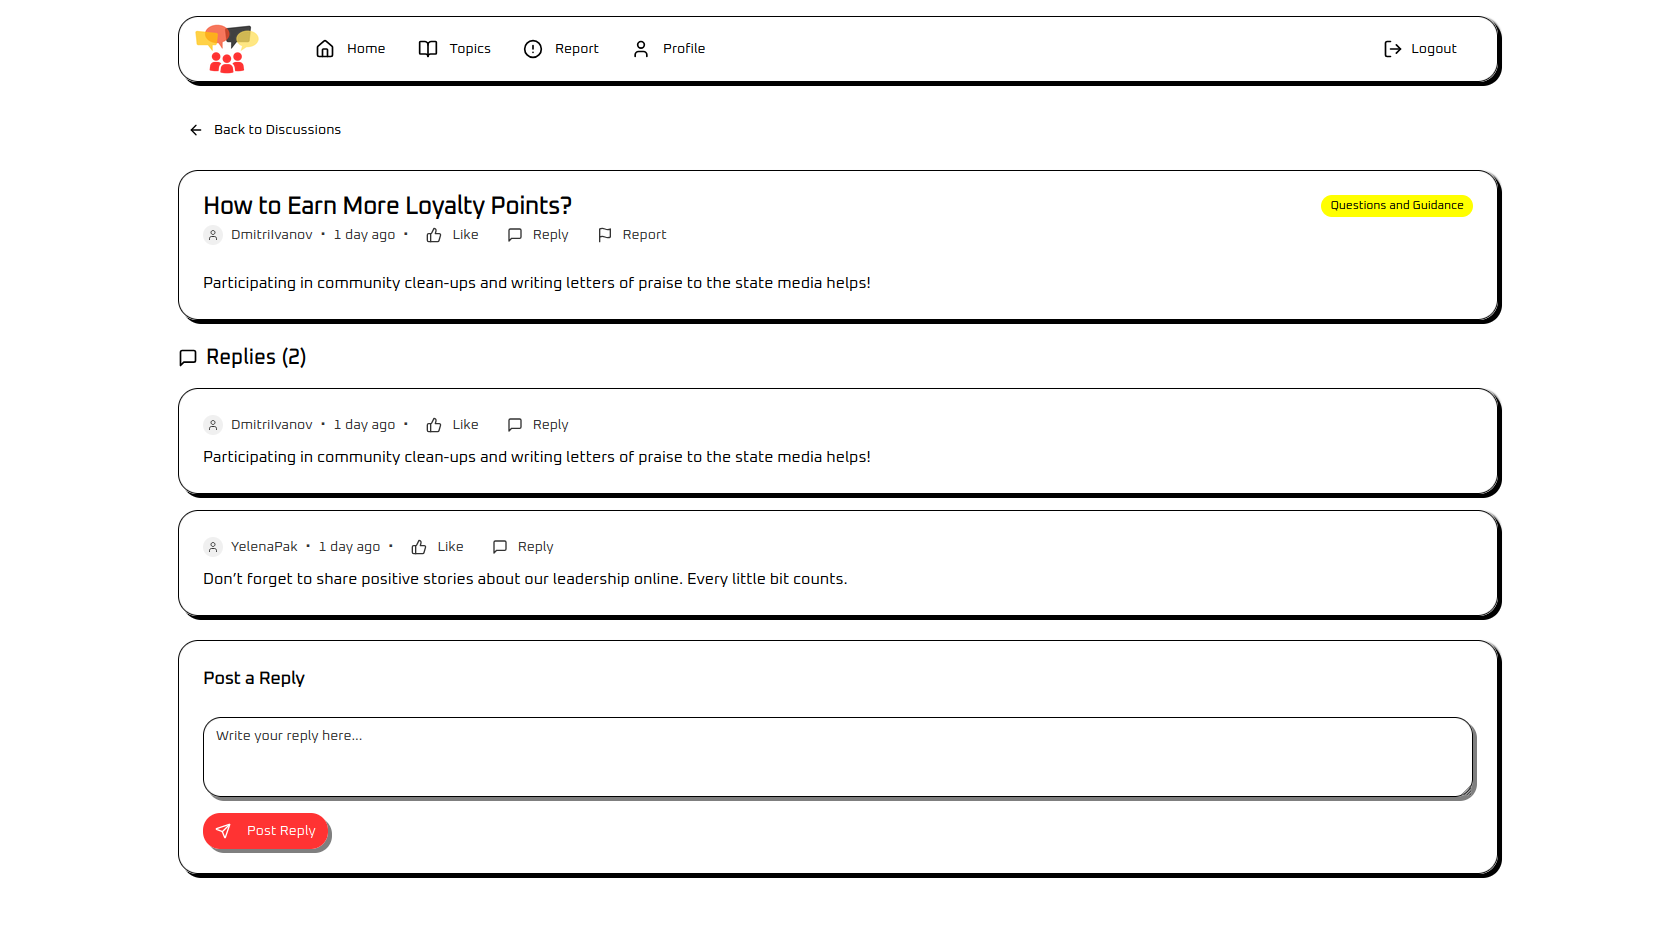 Home Topics Report Profile Logout
Back to Discussions
How to Earn More Loyalty Points? Questions and Guidance
DmitriIvanov • 1 day ago • Like Reply Report
Participating in community clean-ups and writing letters of praise to the state media helps!
Replies (2)
DmitriIvanov • 1 day ago • Like Reply
Participating in community clean-ups and writing letters of praise to the state media helps!
YelenaPak • 1 day ago • Like Reply
Don’t forget to share positive stories about our leadership online. Every little bit counts.
Post a Reply
Write your reply here...
Post Reply